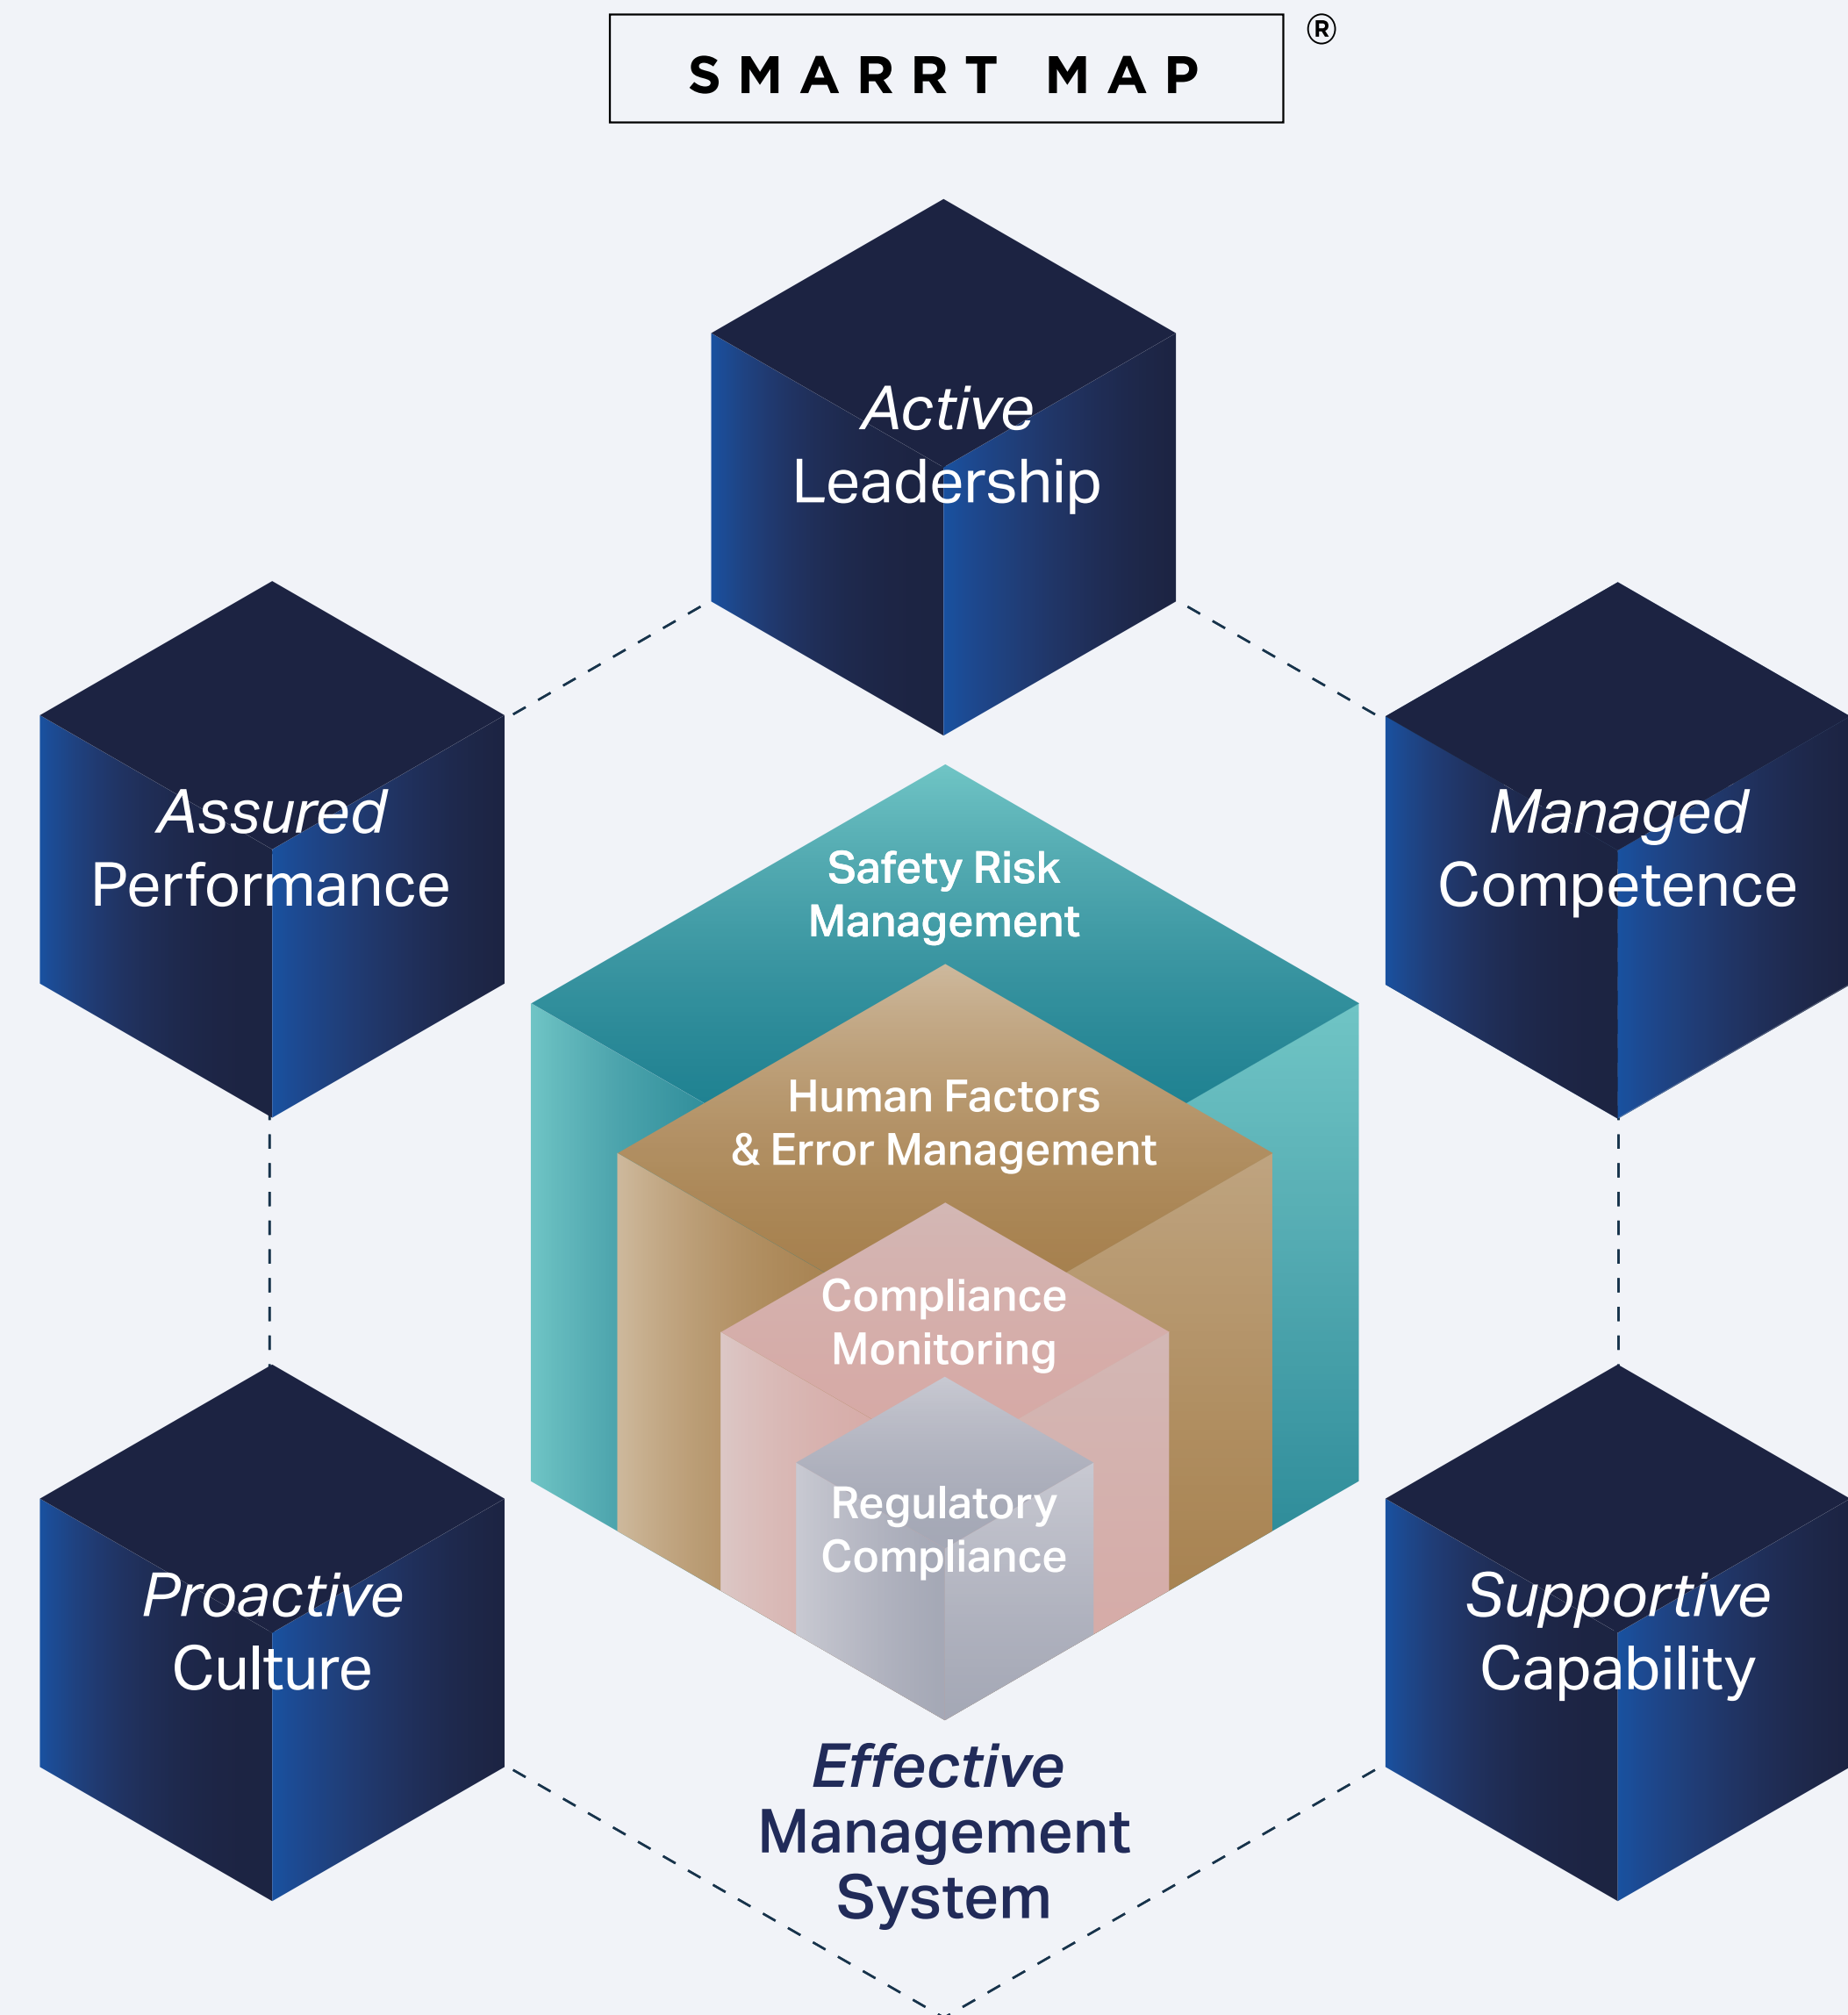 SMARRT MAP ®
Active
Leadership
Assured
Performance
Managed
Competence
Safety Risk
Management
Human Factors
& Error Management
Compliance
Monitoring
Regulatory
Compliance
Proactive
Culture
Supportive
Capability
Effective
Management
System